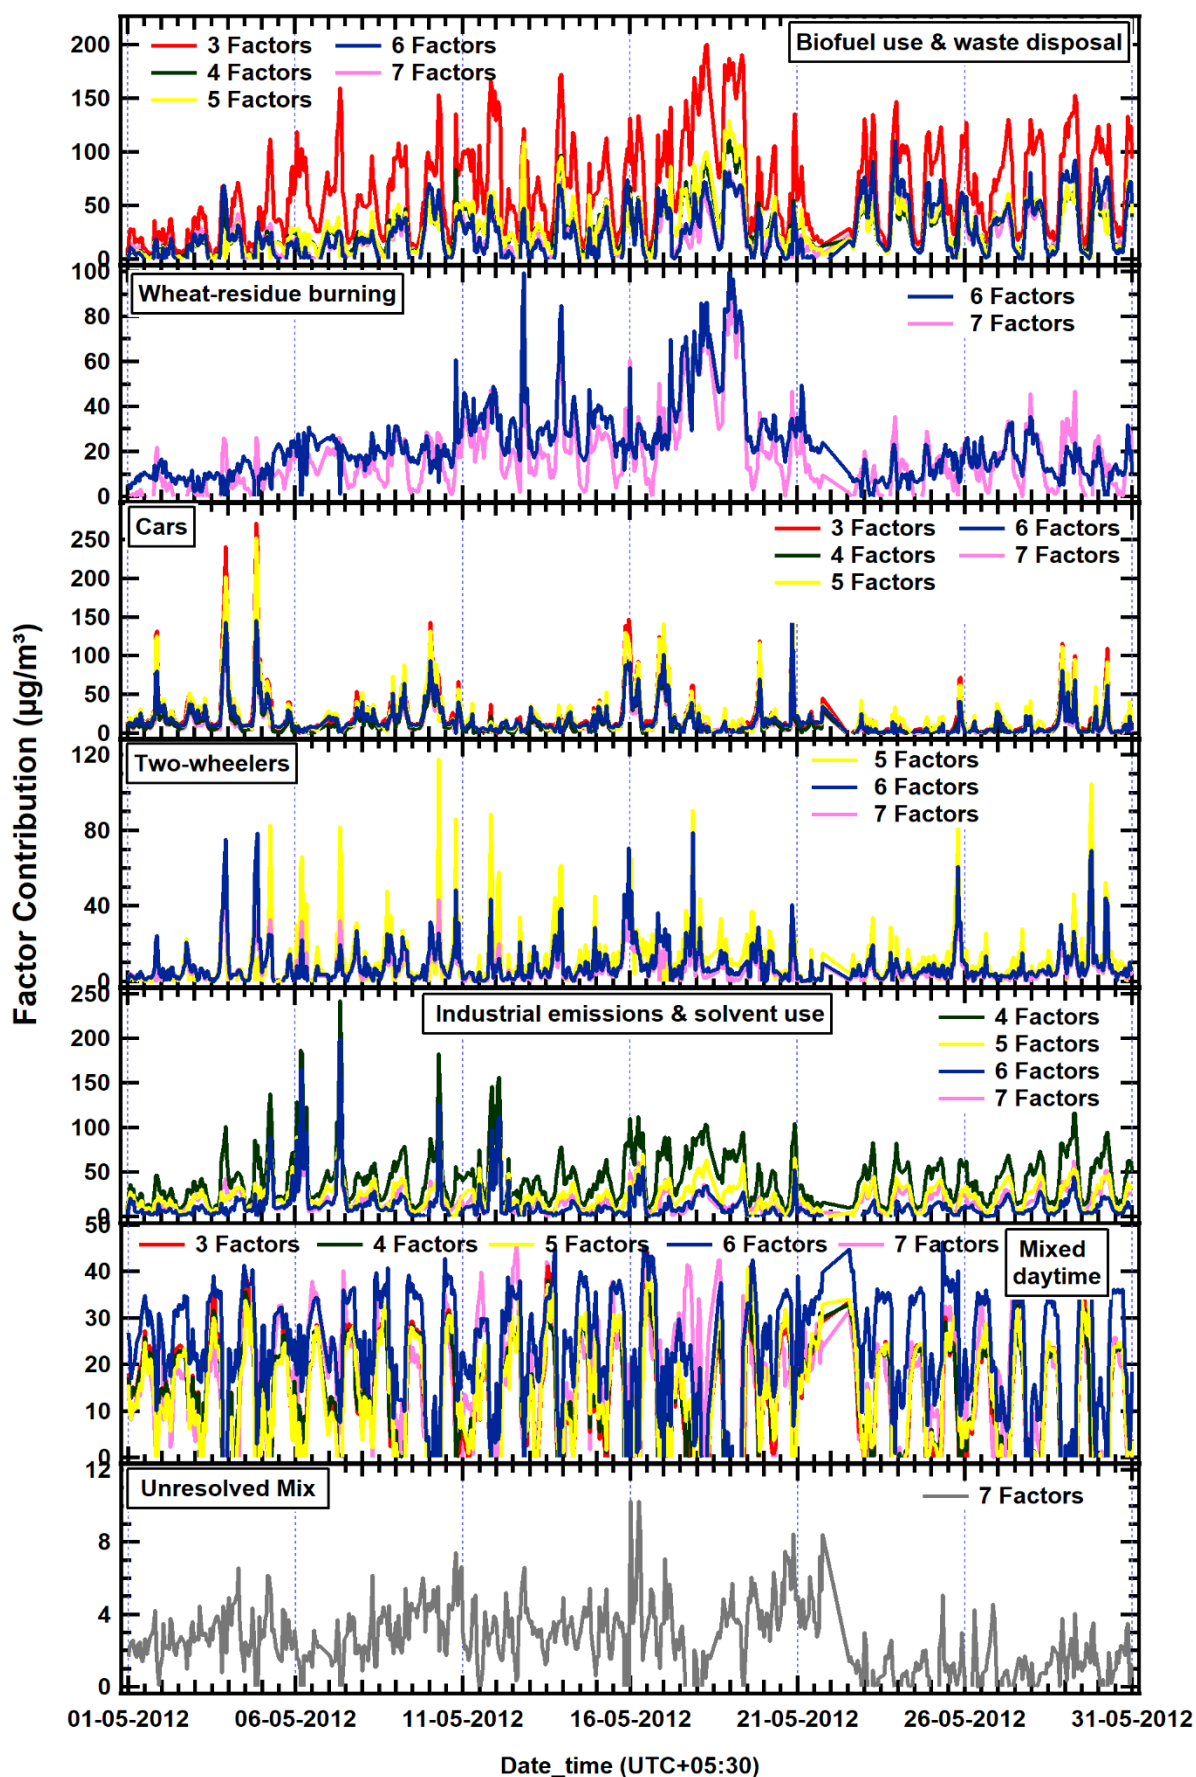 Factor Contribution (µg/m³)
Biofuel use & waste disposal
3 Factors 6 Factors
4 Factors 7 Factors
5 Factors
200
150
100
50
0
Wheat-residue burning
6 Factors
7 Factors
100
80
60
40
20
0
Cars
3 Factors 6 Factors
4 Factors 7 Factors
5 Factors
250
200
150
100
50
0
Two-wheelers
5 Factors
6 Factors
7 Factors
120
80
40
0
Industrial emissions & solvent use
4 Factors
5 Factors
6 Factors
7 Factors
250
200
150
100
50
0
3 Factors 4 Factors 5 Factors 6 Factors 7 Factors
Mixed
daytime
50
40
30
20
10
0
Unresolved Mix
7 Factors
12
8
4
0
01-05-2012 06-05-2012 11-05-2012 16-05-2012 21-05-2012 26-05-2012 31-05-2012
Date_time (UTC+05:30)